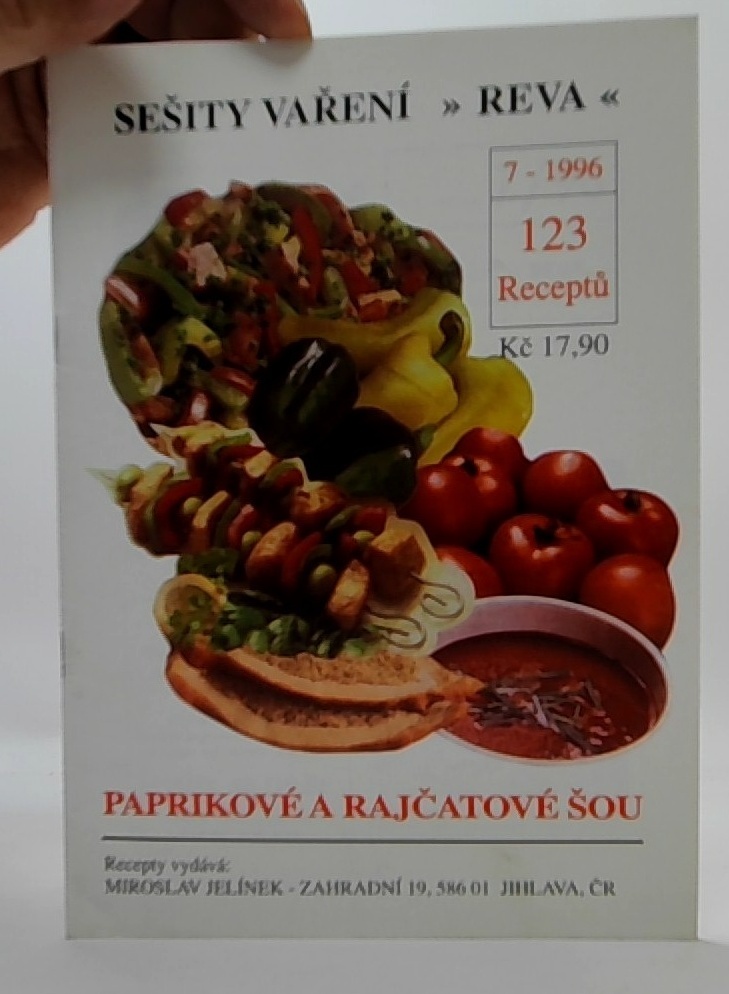 SEŠITY VAŘENÍ » REVA «
7 - 1996
123
Receptů
Kč 17,90
PAPRIKOVÉ A RAJČATOVÉ ŠOU
Recepty vydává:
MIROSLAV JELÍNEK - ZAHRADNÍ 19, 586 01 JIHLAVA, ČR